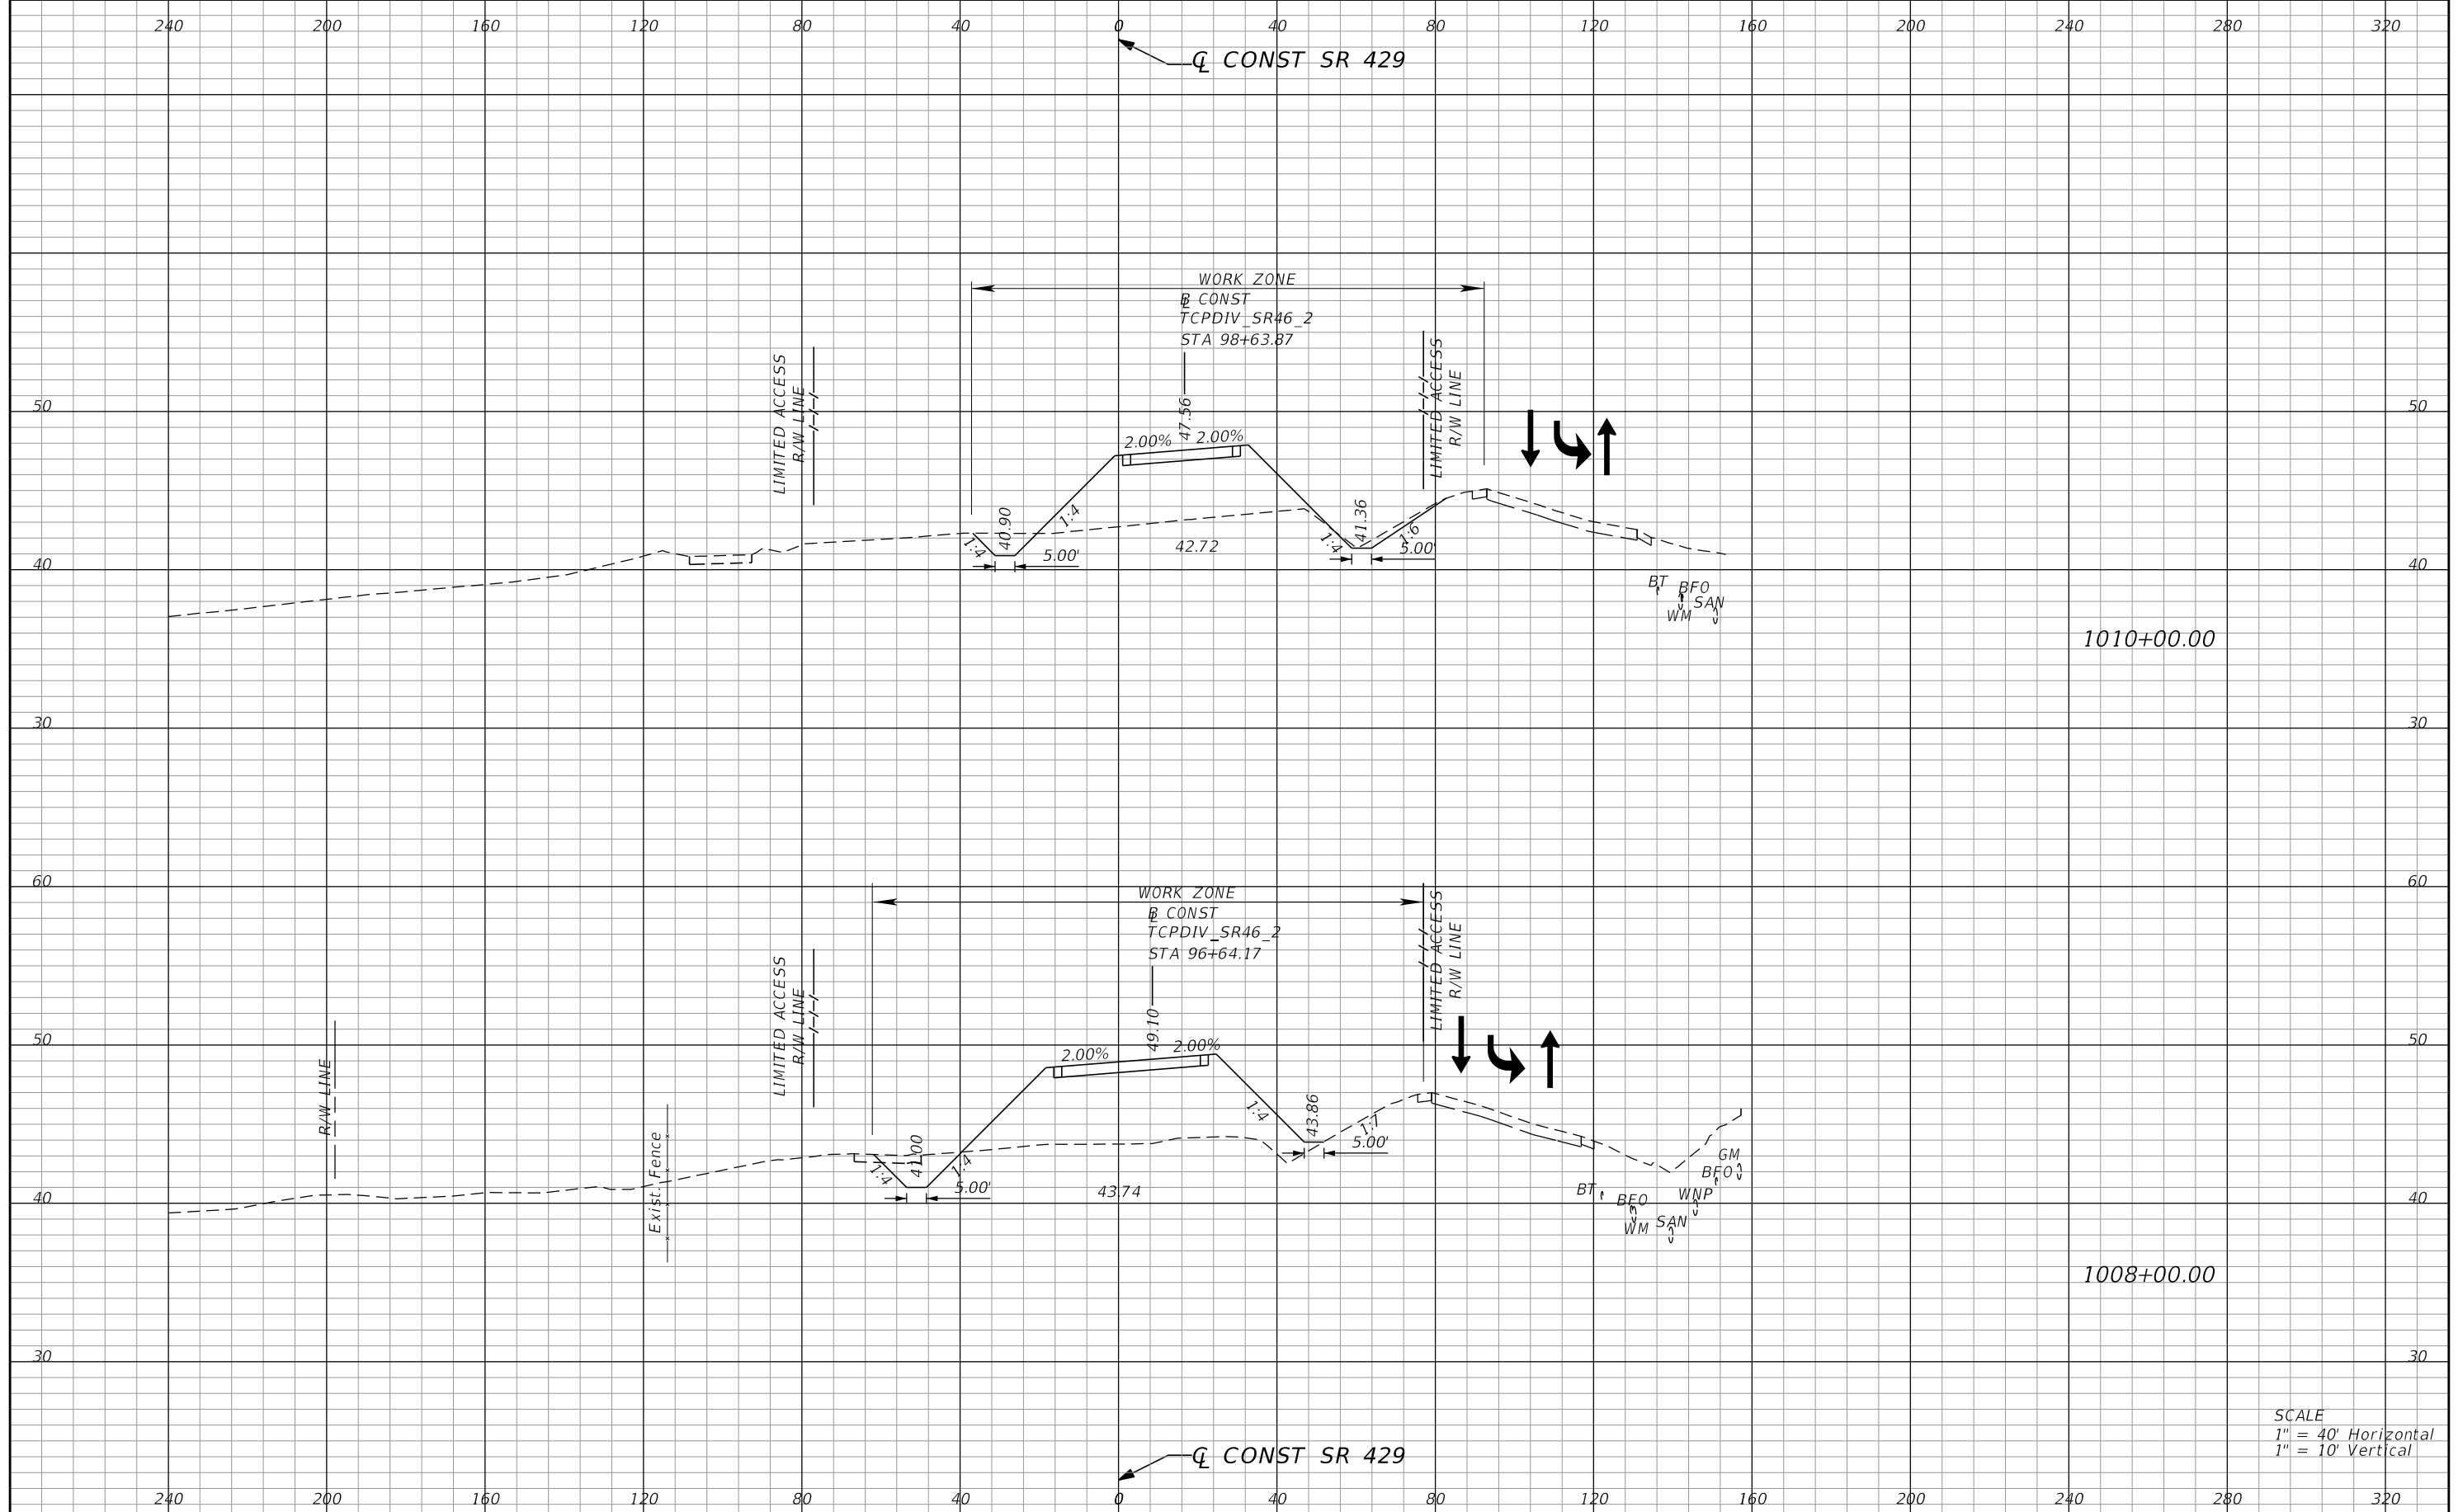 240 200 160 120 80 40 0 40 80 120 160 200 240 280 320
℄ CONST SR 429
WORK ZONE
℄ CONST
TCPDIV_SR46_2
STA 98+63.87
LIMITED ACCESS
R/W LINE
LIMITED ACCESS
R/W LINE
50 50
47.56
2.00% 2.00%
1:4
40.90
1:4
5.00'
42.72
41.36
1:4
1:6
5.00'
40 40
BT
BFO
SAN
WM
1010+00.00
30 30
60 60
WORK ZONE
℄ CONST
TCPDIV_SR46_2
STA 96+64.17
LIMITED ACCESS
R/W LINE
LIMITED ACCESS
R/W LINE
R/W LINE
50 50
49.10
2.00% 2.00%
Exist. Fence
1:4
41.00
1:4
5.00'
43.74
1:4
43.86
1:7
5.00'
40 40
GM
BFO
BT
WNP
BFO
SAN
WM
1008+00.00
30 30
SCALE
1" = 40' Horizontal
1" = 10' Vertical
℄ CONST SR 429
240 200 160 120 80 40 0 40 80 120 160 200 240 280 320